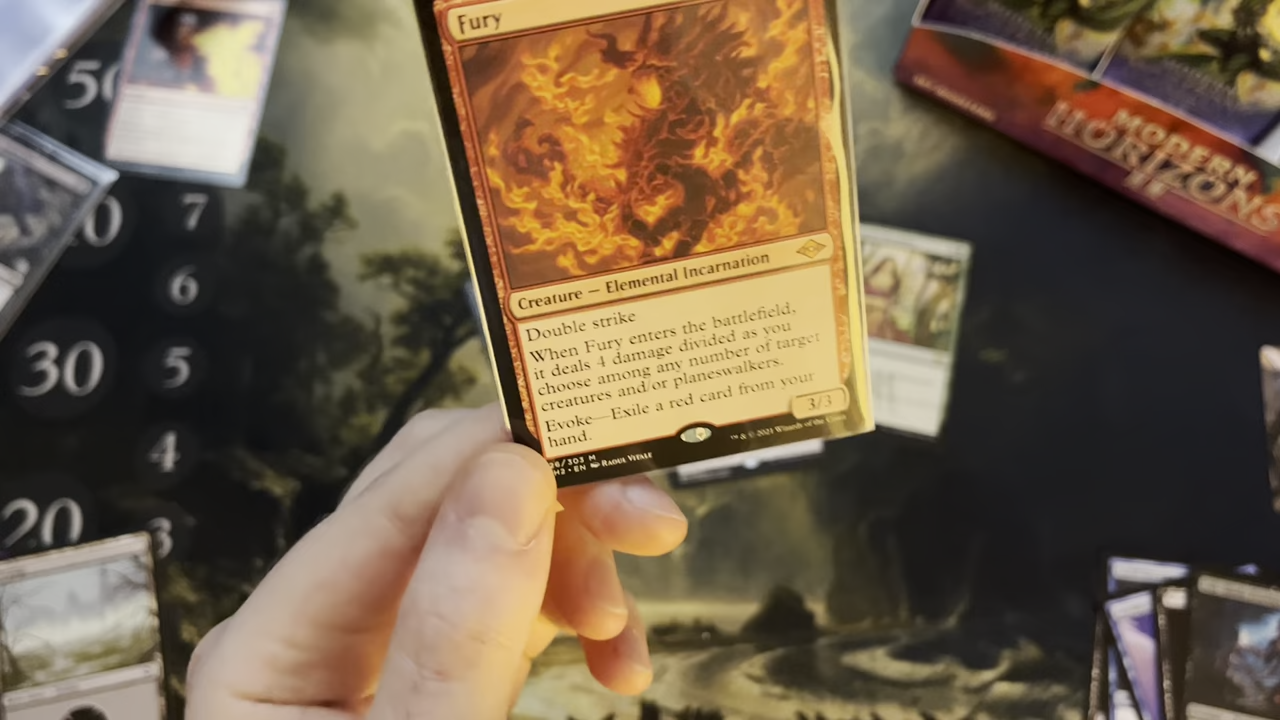 Fury
Creature — Elemental Incarnation
Double strike
When Fury enters the battlefield,
it deals 4 damage divided as you
choose among any number of target
creatures and/or planeswalkers.
Evoke—Exile a red card from your
hand.
3/3
™ & © 2021 Wizards of the
/303 M
EN RAOUL VITALE
MODERN
HORIZONS
50
7
6
30
5
4
20
3